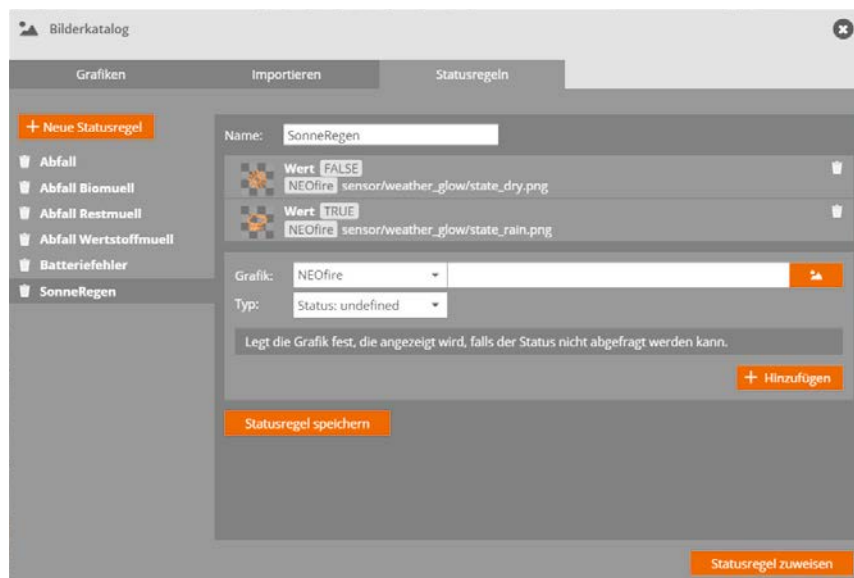 Bilderkatalog
Grafiken Importieren Statusregeln
+ Neue Statusregel
Abfall
Abfall Biomuell
Abfall Restmuell
Abfall Wertstoffmuell
Batteriefehler
SonneRegen
Name: SonneRegen
Wert FALSE
NEOfire sensor/weather_glow/state_dry.png
Wert TRUE
NEOfire sensor/weather_glow/state_rain.png
Grafik: NEOfire
Typ: Status: undefined
Legt die Grafik fest, die angezeigt wird, falls der Status nicht abgefragt werden kann.
+ Hinzufügen
Statusregel speichern
Statusregel zuweisen